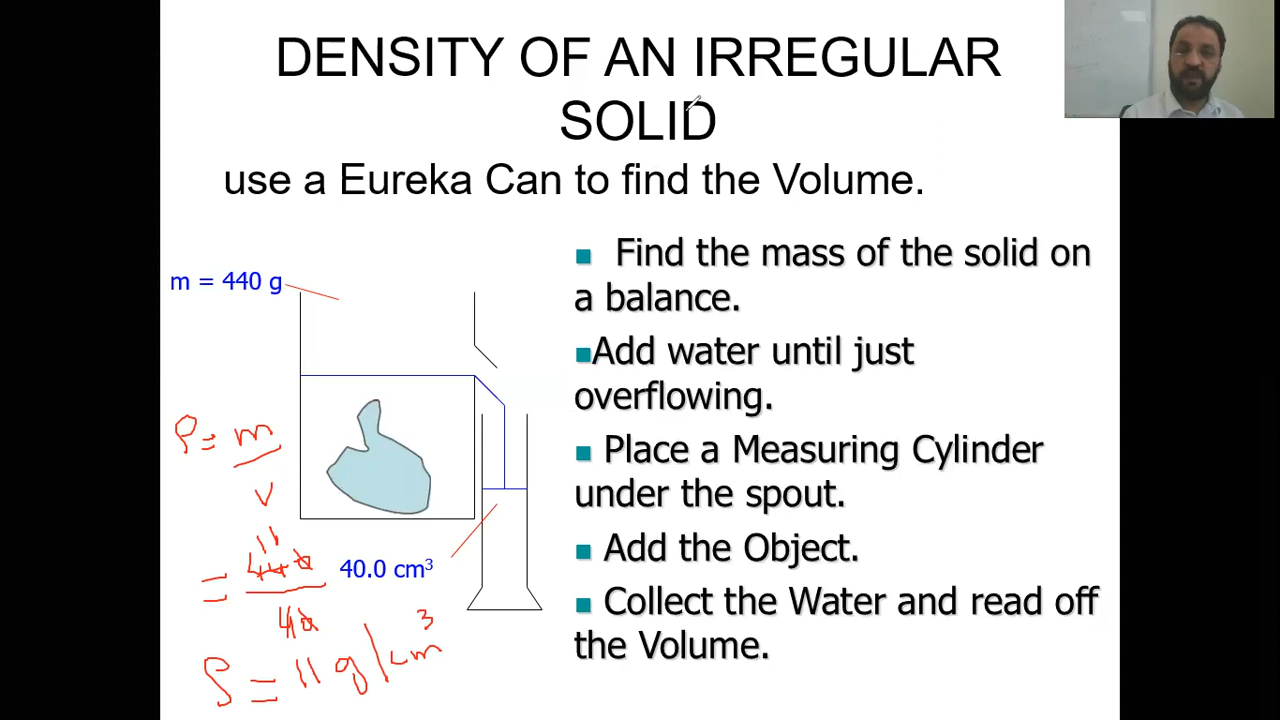 DENSITY OF AN IRREGULAR
SOLID
use a Eureka Can to find the Volume.
m = 440 g
■ Find the mass of the solid on
a balance.
■Add water until just
overflowing.
■ Place a Measuring Cylinder
under the spout.
■ Add the Object.
■ Collect the Water and read off
the Volume.
40.0 cm³
ρ = m
v
11
= 440
40
ρ = 11 g/cm³